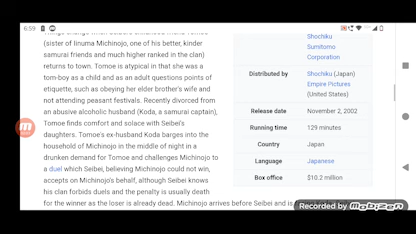 6:59
(sister of Iinuma Michinojo, one of his better, kinder
samurai friends and much higher ranked in the clan)
returns to town. Tomoe is atypical in that she was a
tom-boy as a child and as an adult questions points of
etiquette, such as obeying her elder brother's wife and
not attending peasant festivals. Recently divorced from
an abusive alcoholic husband (Koda, a samurai captain),
Tomoe finds comfort and solace with Seibei's
daughters. Tomoe's ex-husband Koda barges into the
household of Michinojo in the middle of night in a
drunken demand for Tomoe and challenges Michinojo to
a duel which Seibei, believing Michinojo could not win,
accepts on Michinojo's behalf, although Seibei knows
his clan forbids duels and the penalty is usually death
for the winner as the loser is already dead. Michinojo arrives before Seibei and is
Shochiku
Sumitomo
Corporation
Distributed by Shochiku (Japan)
Empire Pictures
(United States)
Release date November 2, 2002
Running time 129 minutes
Country Japan
Language Japanese
Box office $10.2 million
Recorded by Mobizen